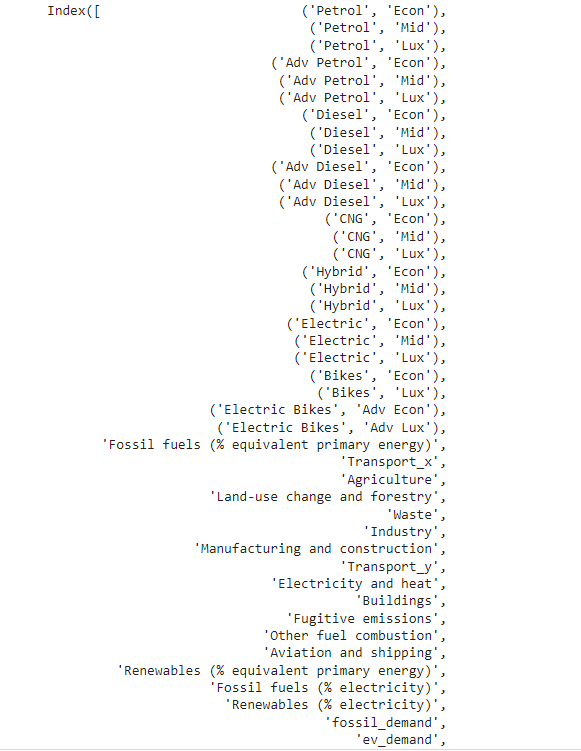 Index([ ('Petrol', 'Econ'),
('Petrol', 'Mid'),
('Petrol', 'Lux'),
('Adv Petrol', 'Econ'),
('Adv Petrol', 'Mid'),
('Adv Petrol', 'Lux'),
('Diesel', 'Econ'),
('Diesel', 'Mid'),
('Diesel', 'Lux'),
('Adv Diesel', 'Econ'),
('Adv Diesel', 'Mid'),
('Adv Diesel', 'Lux'),
('CNG', 'Econ'),
('CNG', 'Mid'),
('CNG', 'Lux'),
('Hybrid', 'Econ'),
('Hybrid', 'Mid'),
('Hybrid', 'Lux'),
('Electric', 'Econ'),
('Electric', 'Mid'),
('Electric', 'Lux'),
('Bikes', 'Econ'),
('Bikes', 'Lux'),
('Electric Bikes', 'Adv Econ'),
('Electric Bikes', 'Adv Lux'),
'Fossil fuels (% equivalent primary energy)',
'Transport_x',
'Agriculture',
'Land-use change and forestry',
'Waste',
'Industry',
'Manufacturing and construction',
'Transport_y',
'Electricity and heat',
'Buildings',
'Fugitive emissions',
'Other fuel combustion',
'Aviation and shipping',
'Renewables (% equivalent primary energy)',
'Fossil fuels (% electricity)',
'Renewables (% electricity)',
'fossil_demand',
'ev_demand',